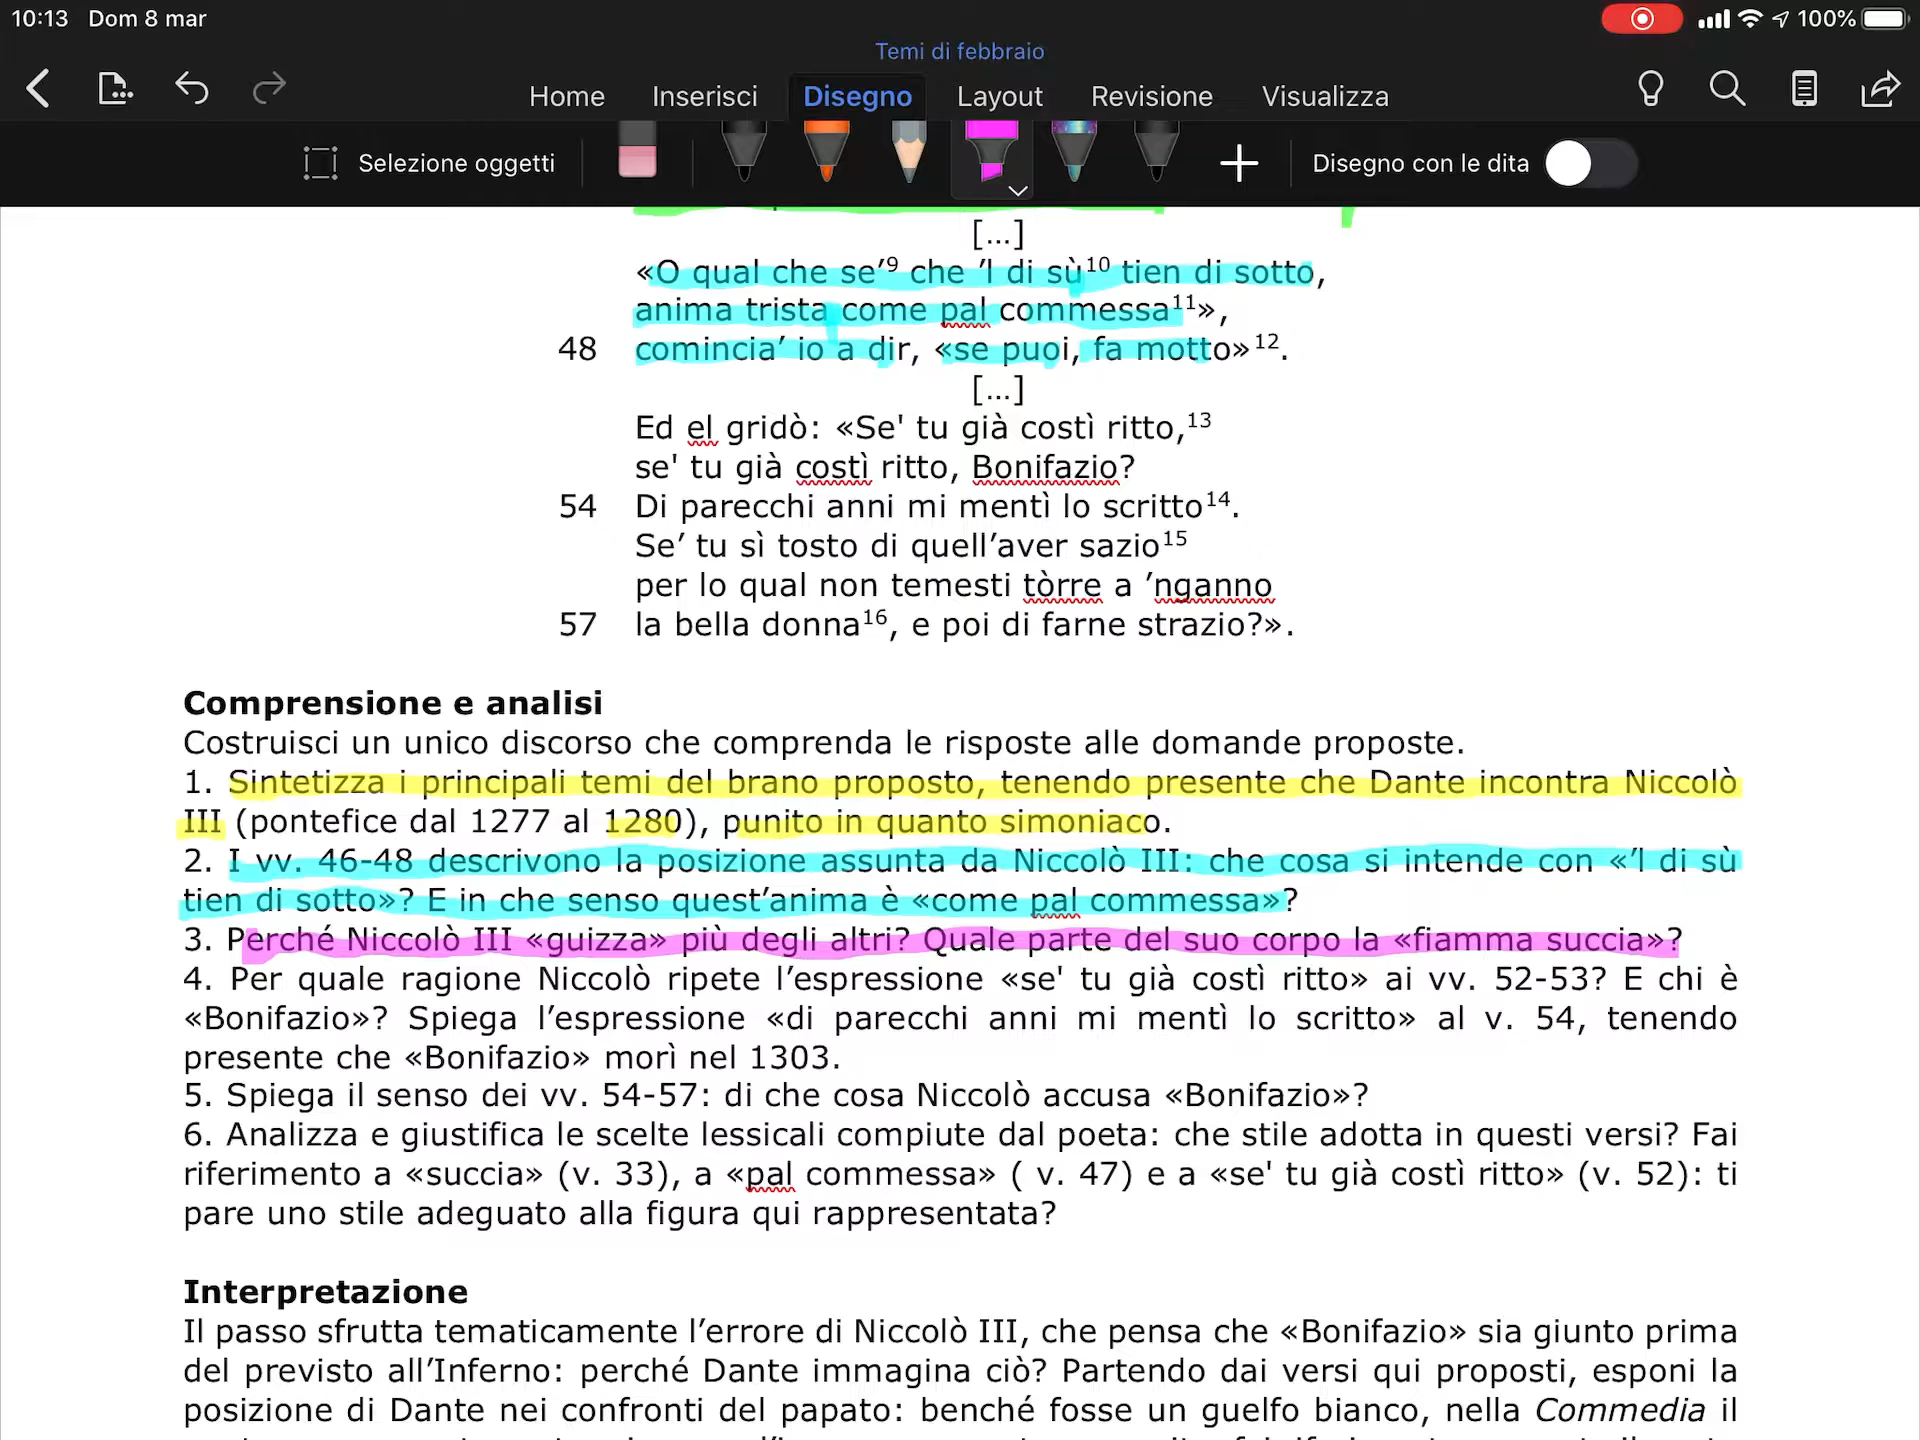 10:13 Dom 8 mar 100%
Temi di febbraio
Home Inserisci Disegno Layout Revisione Visualizza
Selezione oggetti Disegno con le dita
[...]
«O qual che se’⁹ che ’l di sù¹⁰ tien di sotto,
anima trista come pal commessa¹¹»,
48 comincia’ io a dir, «se puoi, fa motto»¹².
[...]
Ed el gridò: «Se' tu già costì ritto,¹³
se' tu già costì ritto, Bonifazio?
54 Di parecchi anni mi mentì lo scritto¹⁴.
Se’ tu sì tosto di quell’aver sazio¹⁵
per lo qual non temesti tòrre a ’nganno
57 la bella donna¹⁶, e poi di farne strazio?».
Comprensione e analisi
Costruisci un unico discorso che comprenda le risposte alle domande proposte.
1. Sintetizza i principali temi del brano proposto, tenendo presente che Dante incontra Niccolò
III (pontefice dal 1277 al 1280), punito in quanto simoniaco.
2. I vv. 46-48 descrivono la posizione assunta da Niccolò III: che cosa si intende con «’l di sù
tien di sotto»? E in che senso quest’anima è «come pal commessa»?
3. Perché Niccolò III «guizza» più degli altri? Quale parte del suo corpo la «fiamma succia»?
4. Per quale ragione Niccolò ripete l’espressione «se' tu già costì ritto» ai vv. 52-53? E chi è
«Bonifazio»? Spiega l’espressione «di parecchi anni mi mentì lo scritto» al v. 54, tenendo
presente che «Bonifazio» morì nel 1303.
5. Spiega il senso dei vv. 54-57: di che cosa Niccolò accusa «Bonifazio»?
6. Analizza e giustifica le scelte lessicali compiute dal poeta: che stile adotta in questi versi? Fai
riferimento a «succia» (v. 33), a «pal commessa» ( v. 47) e a «se' tu già costì ritto» (v. 52): ti
pare uno stile adeguato alla figura qui rappresentata?
Interpretazione
Il passo sfrutta tematicamente l’errore di Niccolò III, che pensa che «Bonifazio» sia giunto prima
del previsto all’Inferno: perché Dante immagina ciò? Partendo dai versi qui proposti, esponi la
posizione di Dante nei confronti del papato: benché fosse un guelfo bianco, nella Commedia il